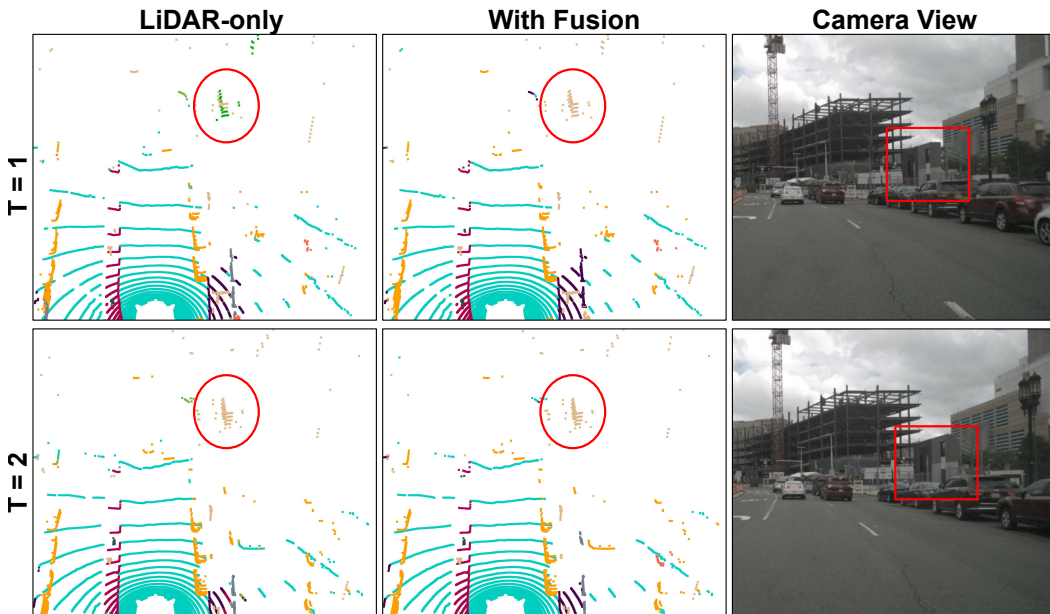 LiDAR-only
With Fusion
Camera View
T = 1
T = 2